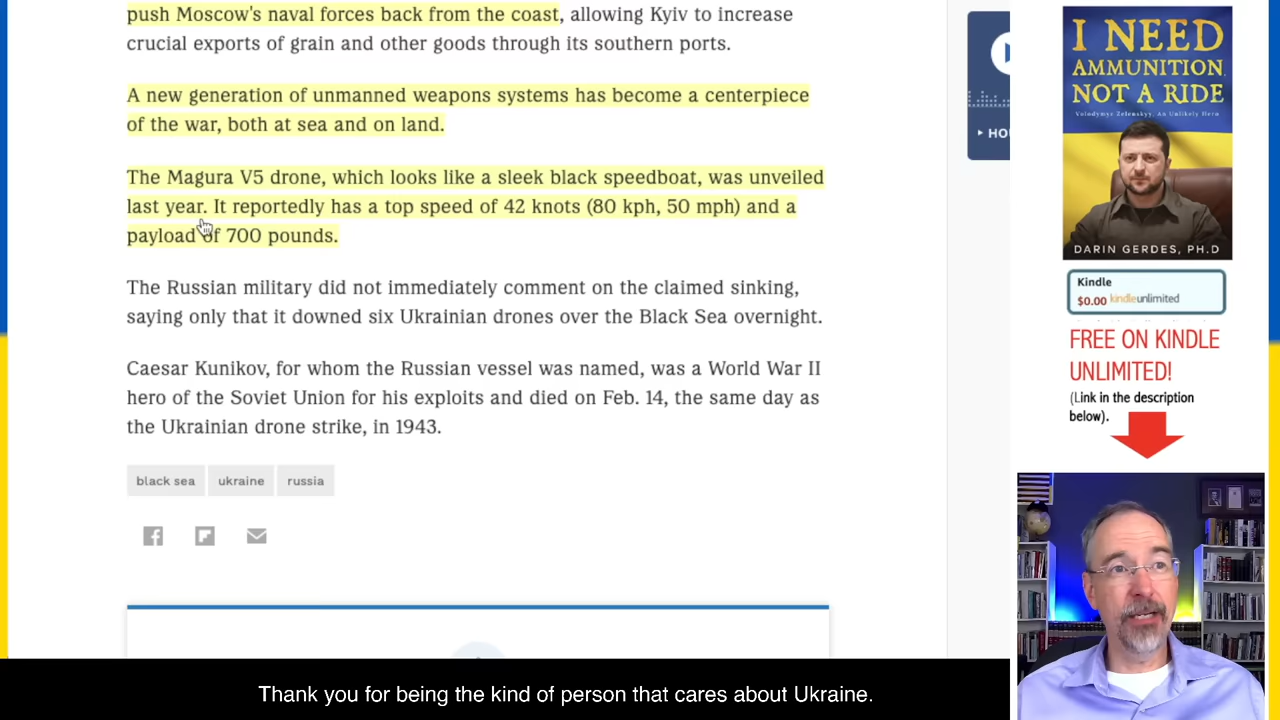 push Moscow's naval forces back from the coast, allowing Kyiv to increase
crucial exports of grain and other goods through its southern ports.
A new generation of unmanned weapons systems has become a centerpiece
of the war, both at sea and on land.
The Magura V5 drone, which looks like a sleek black speedboat, was unveiled
last year. It reportedly has a top speed of 42 knots (80 kph, 50 mph) and a
payload of 700 pounds.
The Russian military did not immediately comment on the claimed sinking,
saying only that it downed six Ukrainian drones over the Black Sea overnight.
Caesar Kunikov, for whom the Russian vessel was named, was a World War II
hero of the Soviet Union for his exploits and died on Feb. 14, the same day as
the Ukrainian drone strike, in 1943.
black sea
ukraine
russia
HOU
I NEED
AMMUNITION,
NOT A RIDE
Volodymyr Zelenskyy, An Unlikely Hero
DARIN GERDES, PH.D
Kindle
$0.00 kindleunlimited
FREE ON KINDLE
UNLIMITED!
(Link in the description
below).
Thank you for being the kind of person that cares about Ukraine.